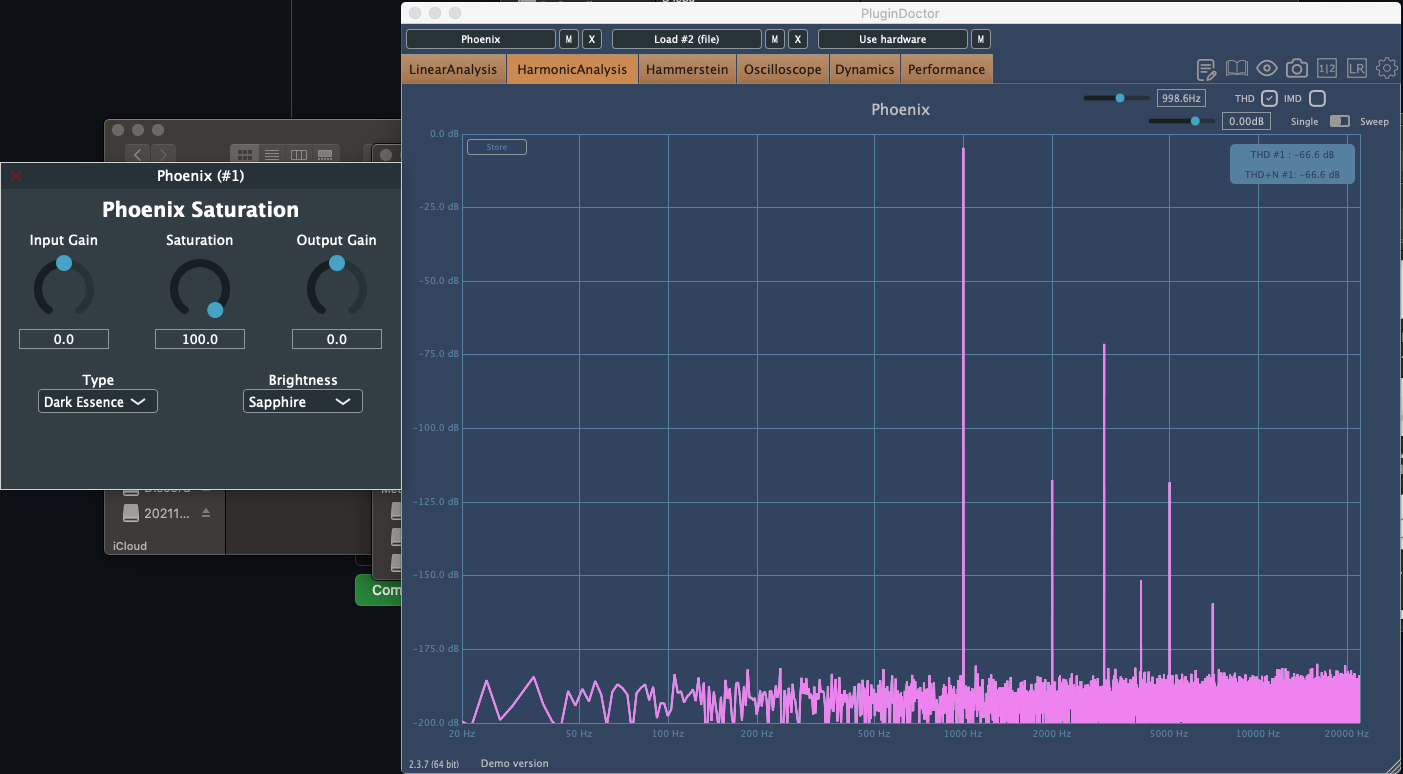 PluginDoctor
Phoenix M X Load #2 (file) M X Use hardware M
LinearAnalysis HarmonicAnalysis Hammerstein Oscilloscope Dynamics Performance
1|2 LR
998.6Hz THD IMD
Phoenix
0.00dB Single Sweep
Store
THD #1 : -66.6 dB
THD+N #1: -66.6 dB
0.0 dB
-25.0 dB
-50.0 dB
-75.0 dB
-100.0 dB
-125.0 dB
-150.0 dB
-175.0 dB
-200.0 dB
20 Hz 50 Hz 100 Hz 200 Hz 500 Hz 1000 Hz 2000 Hz 5000 Hz 10000 Hz 20000 Hz
2.3.7 (64 bit) Demo version
Phoenix (#1)
Phoenix Saturation
Input Gain Saturation Output Gain
0.0 100.0 0.0
Type Brightness
Dark Essence Sapphire
20211...
iCloud
Com